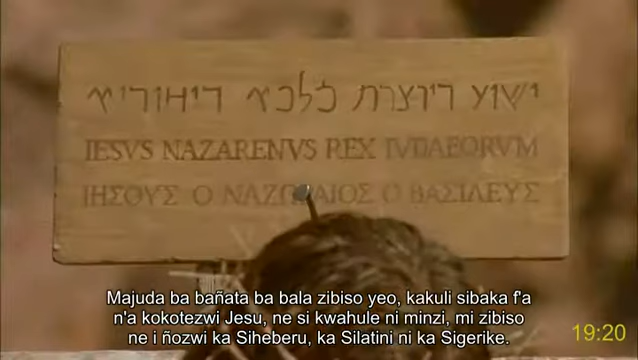 ישוע
IESVS NAZARENVS REX IVDAEORVM
ΙΗΣΟΥΣ Ο ΝΑΖΩΡΑΙΟΣ Ο ΒΑΣΙΛΕΥΣ
Majuda ba bañata ba bala zibiso yeo, kakuli sibaka f'a
n'a kokotezwi Jesu, ne si kwahule ni minzi, mi zibiso
ne i ñozwi ka Siheberu, ka Silatini ni ka Sigerike.
19:20